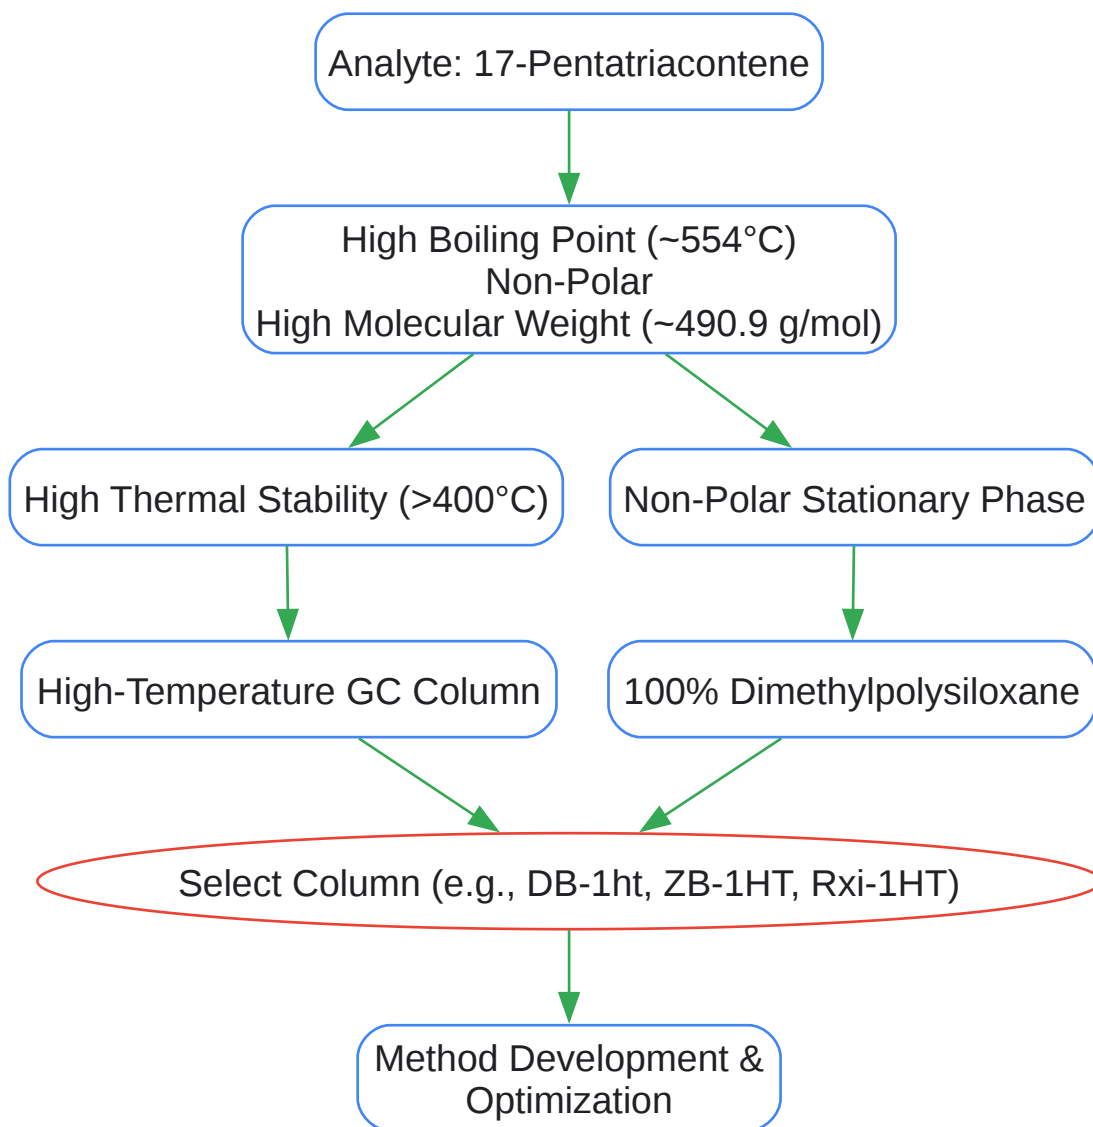 Analyte: 17-Pentatriacontene
High Boiling Point (~554°C)
Non-Polar
High Molecular Weight (~490.9 g/mol)
High Thermal Stability (>400°C)
Non-Polar Stationary Phase
High-Temperature GC Column
100% Dimethylpolysiloxane
Select Column (e.g., DB-1ht, ZB-1HT, Rxi-1HT)
Method Development &
Optimization